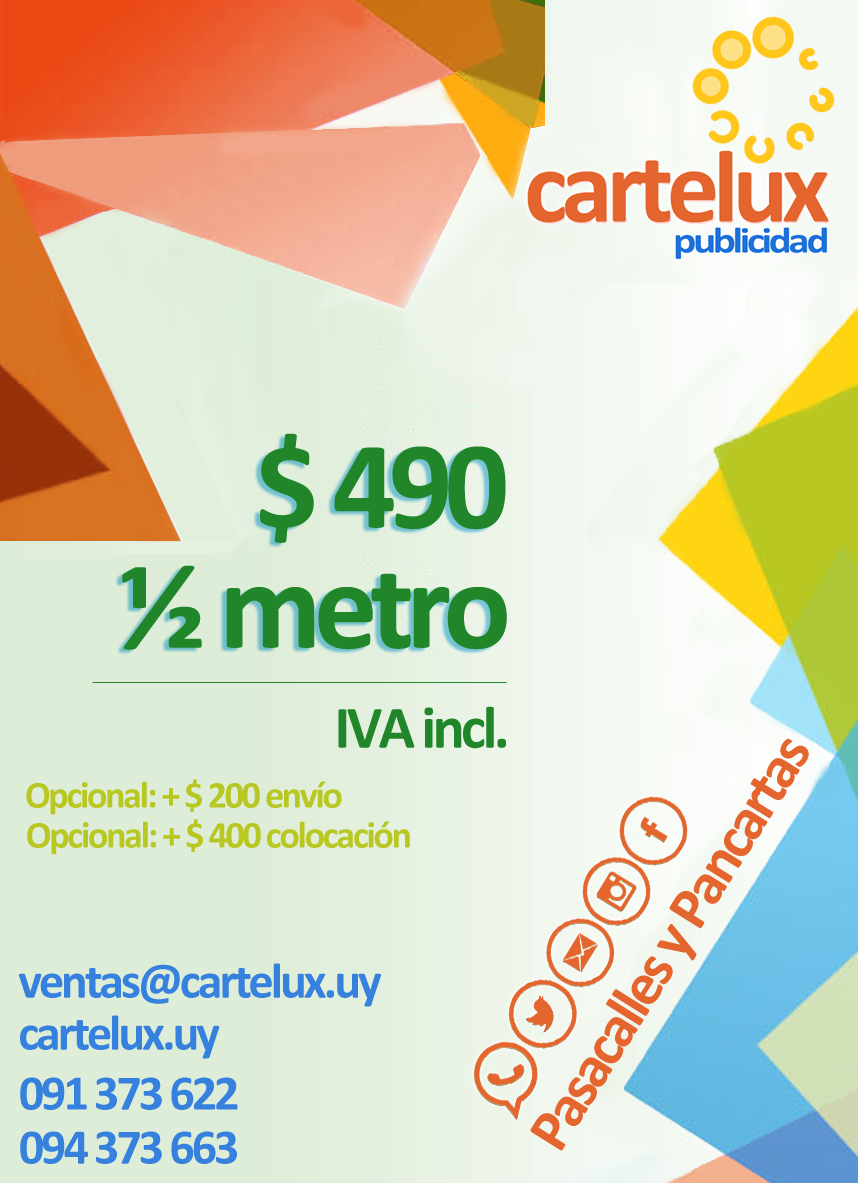 cartelux
publicidad
$ 490
½ metro
IVA incl.
Opcional: + $ 200 envío
Opcional: + $ 400 colocación
Pasacalles y Pancartas
ventas@cartelux.uy
cartelux.uy
091 373 622
094 373 663